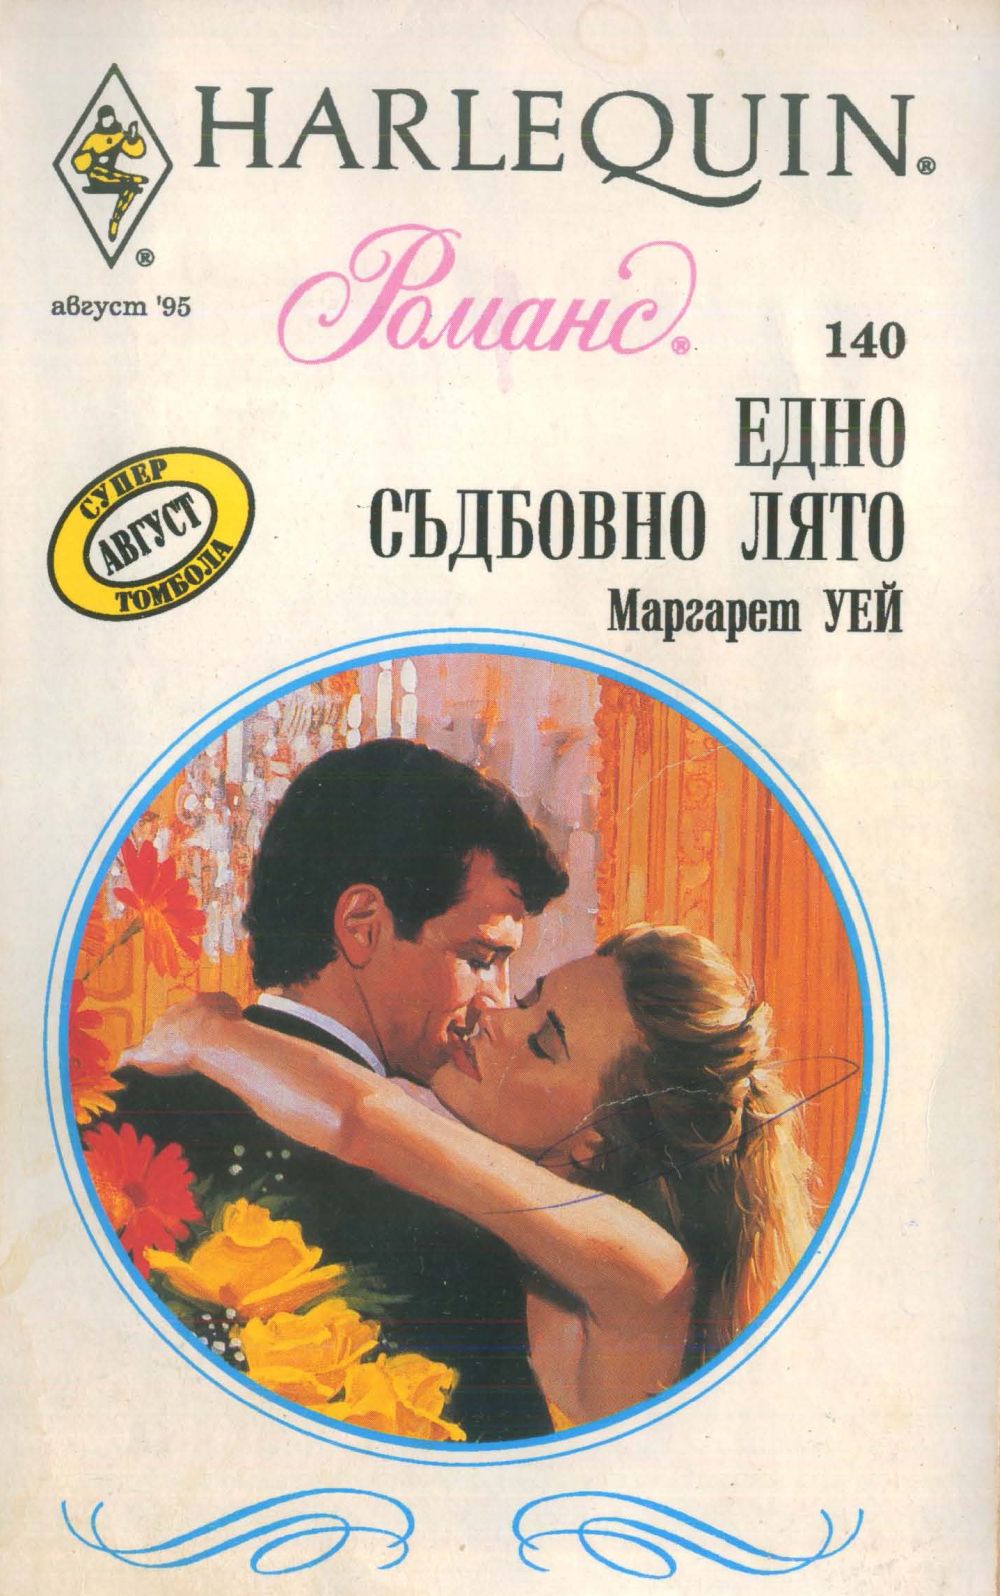 HARLEQUIN®
®
август '95
Романс®
140
ЕДНО
СЪДБОВНО ЛЯТО
Маргарет УЕЙ
СУПЕР
АВГУСТ
ТОМБОЛА